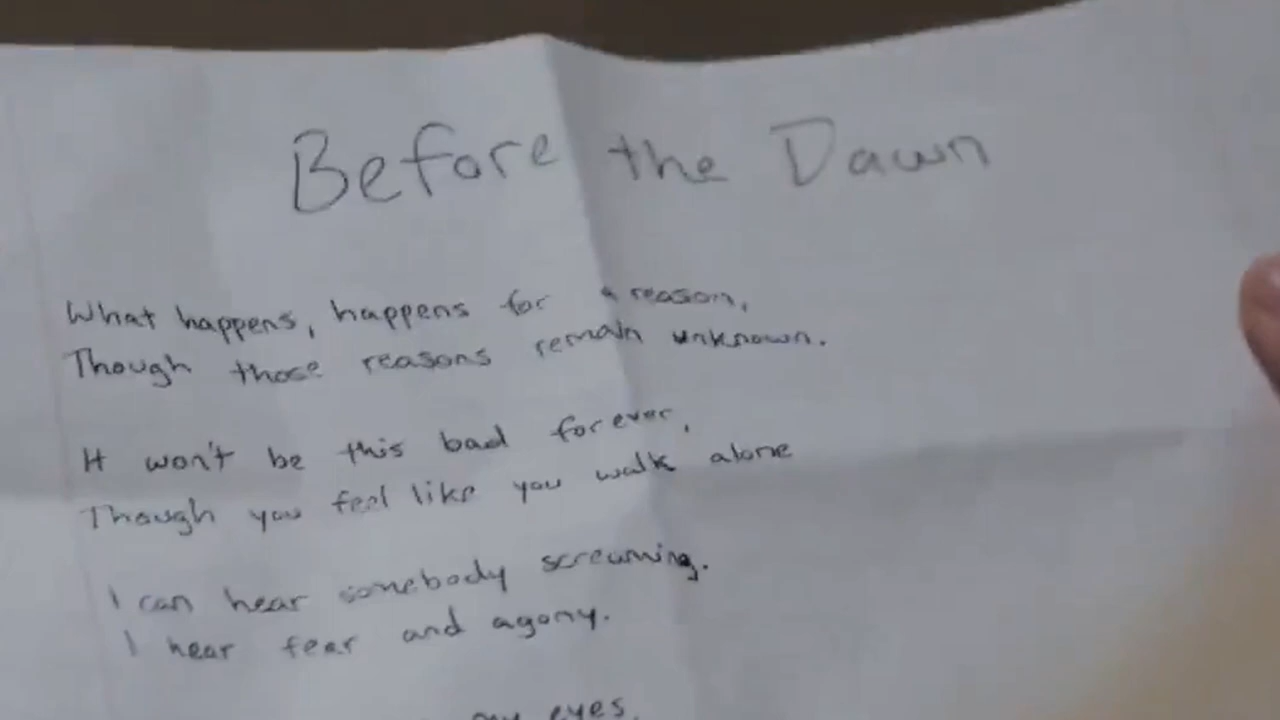 Before the Dawn
What happens, happens for a reason,
Though those reasons remain unknown.
It won't be this bad forever,
Though you feel like you walk alone
I can hear somebody screaming.
I hear fear and agony.
my eyes,